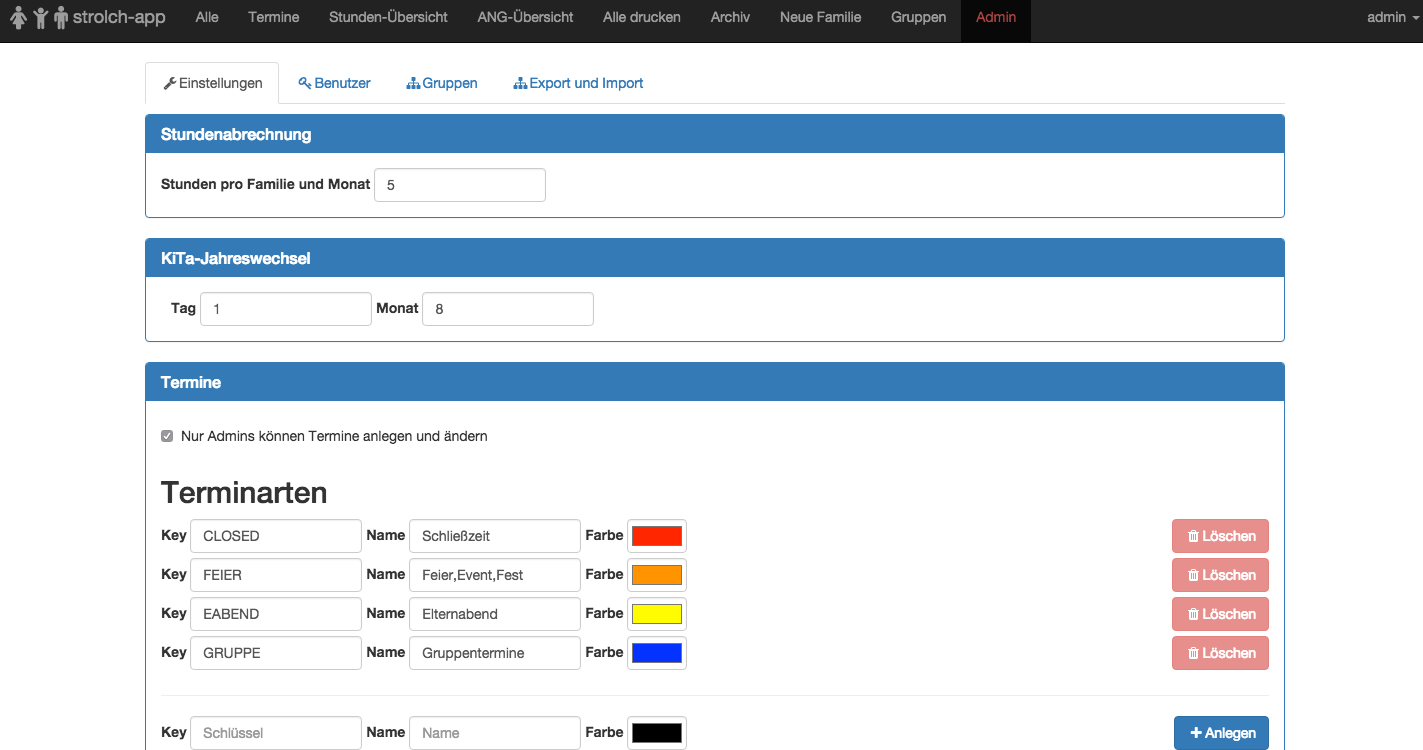 strolch-app Alle Termine Stunden-Übersicht ANG-Übersicht Alle drucken Archiv Neue Familie Gruppen Admin admin
Einstellungen Benutzer Gruppen Export und Import
Stundenabrechnung
Stunden pro Familie und Monat 5
KiTa-Jahreswechsel
Tag 1 Monat 8
Termine
Nur Admins können Termine anlegen und ändern
Terminarten
Key CLOSED Name Schließzeit Farbe Löschen
Key FEIER Name Feier,Event,Fest Farbe Löschen
Key EABEND Name Elternabend Farbe Löschen
Key GRUPPE Name Gruppentermine Farbe Löschen
Key Schlüssel Name Name Farbe Anlegen